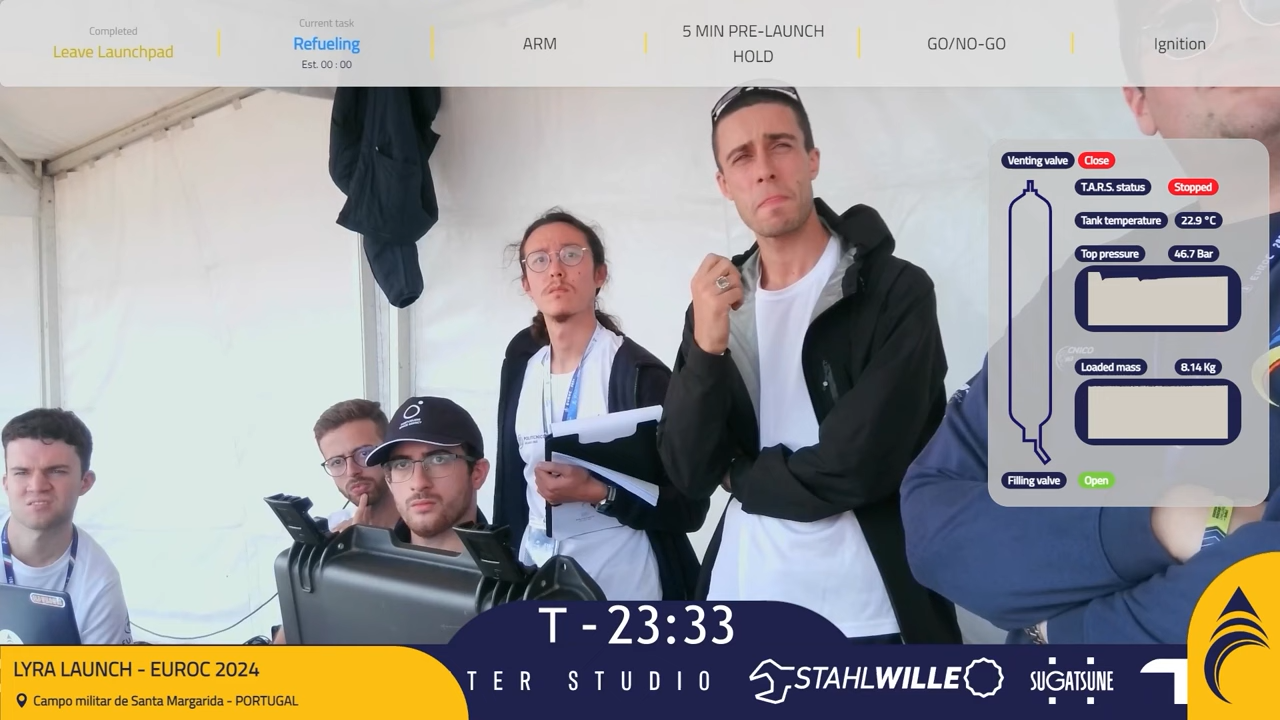 Completed
Leave Launchpad
Current task
Refueling
Est. 00 : 00
ARM
5 MIN PRE-LAUNCH
HOLD
GO/NO-GO
Ignition
Venting valve Close
T.A.R.S. status Stopped
Tank temperature 22.9 °C
Top pressure 46.7 Bar
Loaded mass 8.14 Kg
Filling valve Open
T - 23:33
LYRA LAUNCH - EUROC 2024
Campo militar de Santa Margarida - PORTUGAL
TER STUDIO
STAHLWILLE
SUGATSUNE